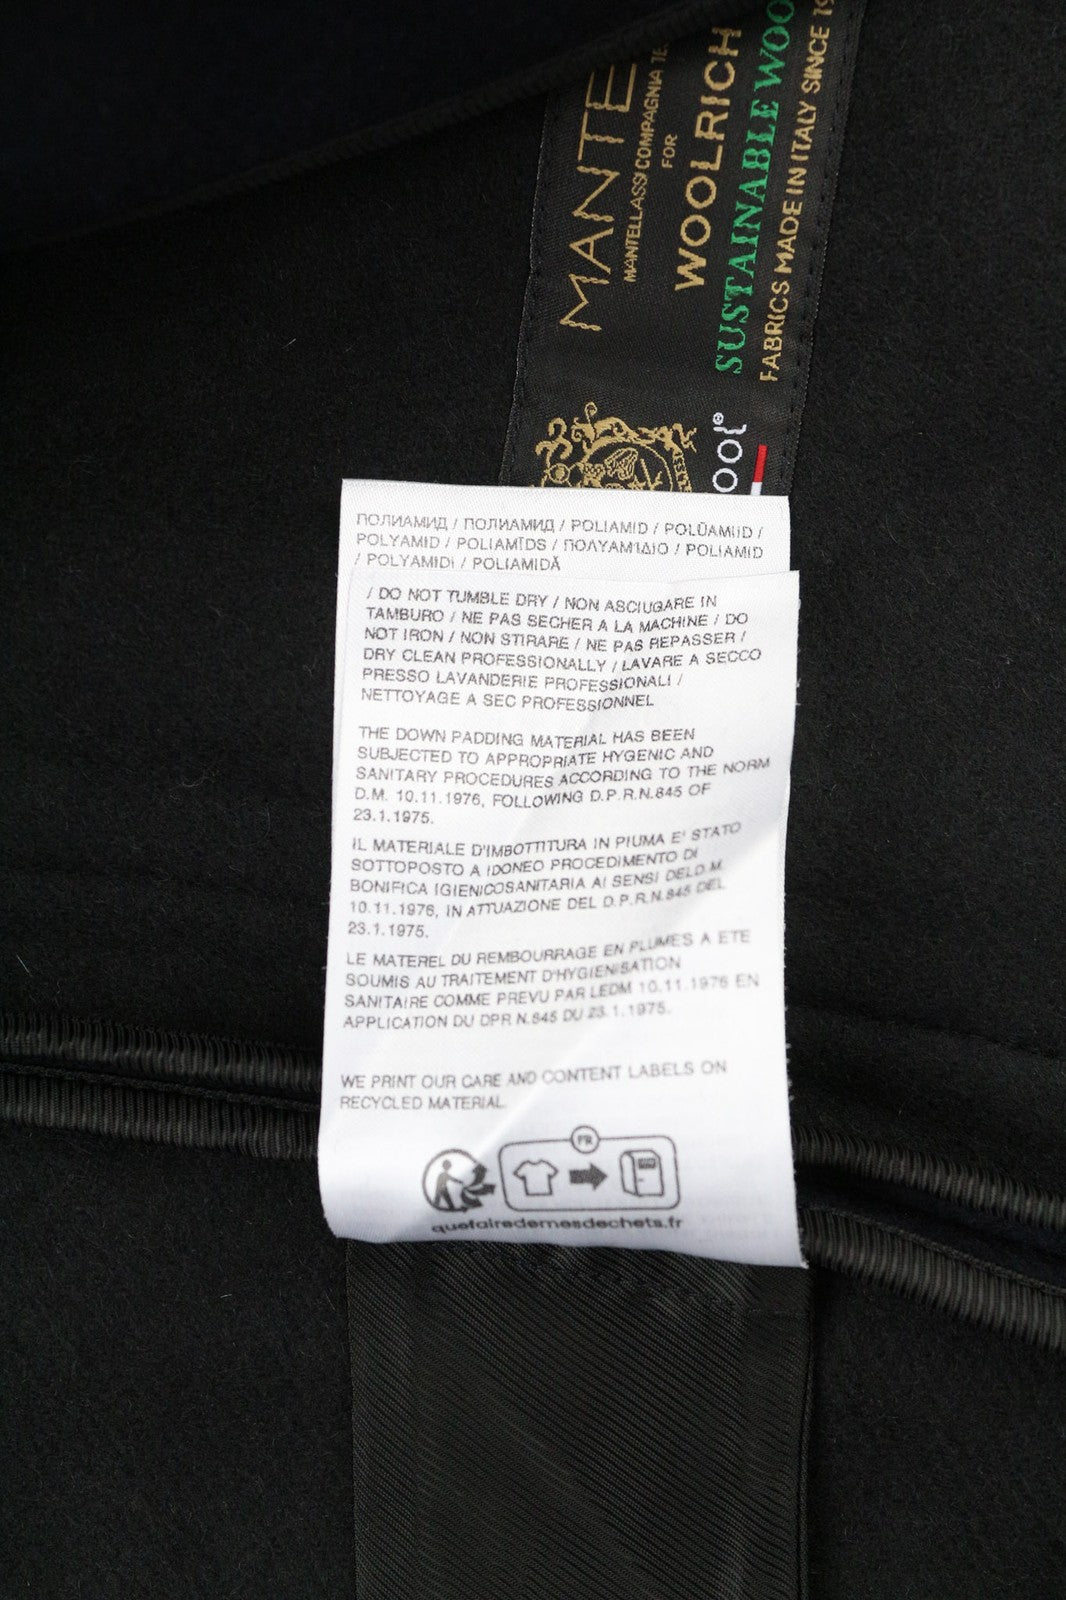 MANTE
MANTELLASSI COMPAGNIA TE
FOR
WOOLRICH
SUSTAINABLE WOO
FABRICS MADE IN ITALY SINCE 19
ool®
ПОЛИАМИД / ПОЛИАМИД / POLIAMID / POLÜAMIID /
POLYAMID / POLIAMĪDS / ΠΟΛΥΑΜΊΔΙΟ / POLIAMID
/ POLYAMIDI / POLIAMIDĂ
/ DO NOT TUMBLE DRY / NON ASCIUGARE IN
TAMBURO / NE PAS SECHER A LA MACHINE / DO
NOT IRON / NON STIRARE / NE PAS REPASSER /
DRY CLEAN PROFESSIONALLY / LAVARE A SECCO
PRESSO LAVANDERIE PROFESSIONALI /
NETTOYAGE A SEC PROFESSIONNEL
THE DOWN PADDING MATERIAL HAS BEEN
SUBJECTED TO APPROPRIATE HYGENIC AND
SANITARY PROCEDURES ACCORDING TO THE NORM
D.M. 10.11.1976, FOLLOWING D.P.R.N.845 OF
23.1.1975.
IL MATERIALE D'IMBOTTITURA IN PIUMA E' STATO
SOTTOPOSTO A IDONEO PROCEDIMENTO DI
BONIFICA IGIENICOSANITARIA AI SENSI DELD.M.
10.11.1976, IN ATTUAZIONE DEL D.P.R.N.845 DEL
23.1.1975.
LE MATEREL DU REMBOURRAGE EN PLUMES A ETE
SOUMIS AU TRAITEMENT D'HYGIENISATION
SANITAIRE COMME PREVU PAR LEDM 10.11.1976 EN
APPLICATION DU DPR N.845 DU 23.1.1975.
WE PRINT OUR CARE AND CONTENT LABELS ON
RECYCLED MATERIAL.
FR
quefairedemesdechets.fr